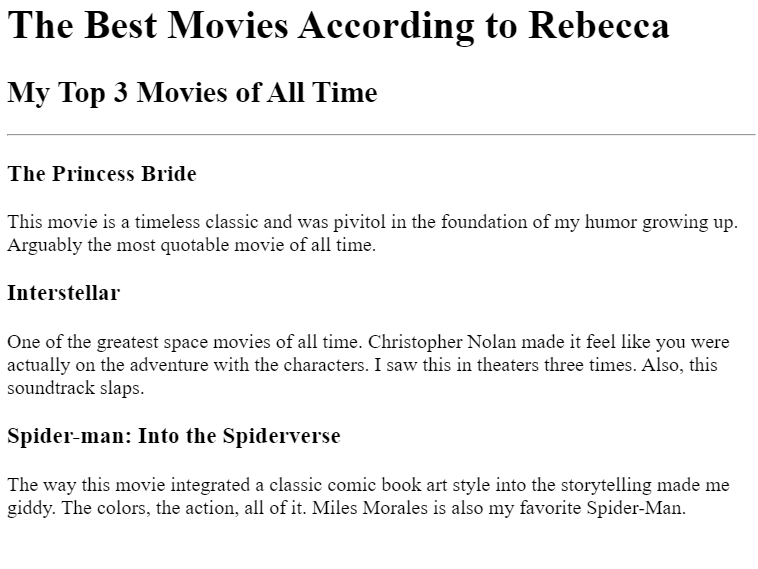 The Best Movies According to Rebecca
My Top 3 Movies of All Time
The Princess Bride
This movie is a timeless classic and was pivitol in the foundation of my humor growing up.
Arguably the most quotable movie of all time.
Interstellar
One of the greatest space movies of all time. Christopher Nolan made it feel like you were
actually on the adventure with the characters. I saw this in theaters three times. Also, this
soundtrack slaps.
Spider-man: Into the Spiderverse
The way this movie integrated a classic comic book art style into the storytelling made me
giddy. The colors, the action, all of it. Miles Morales is also my favorite Spider-Man.